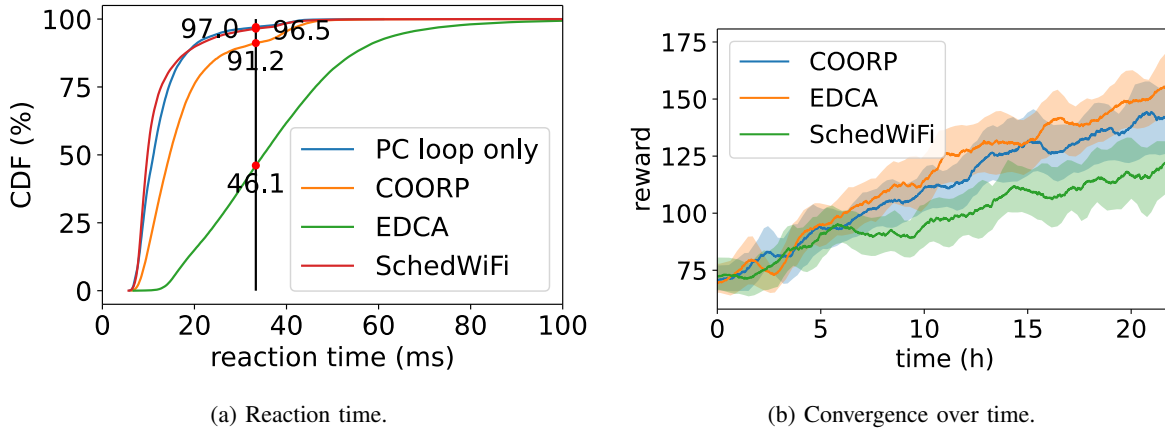 100
75
50
25
0
CDF (%)
97.0
96.5
91.2
46.1
PC loop only
COORP
EDCA
SchedWiFi
0
20
40
60
80
100
reaction time (ms)
(a) Reaction time.
175
150
125
100
75
reward
COORP
EDCA
SchedWiFi
0
5
10
15
20
time (h)
(b) Convergence over time.